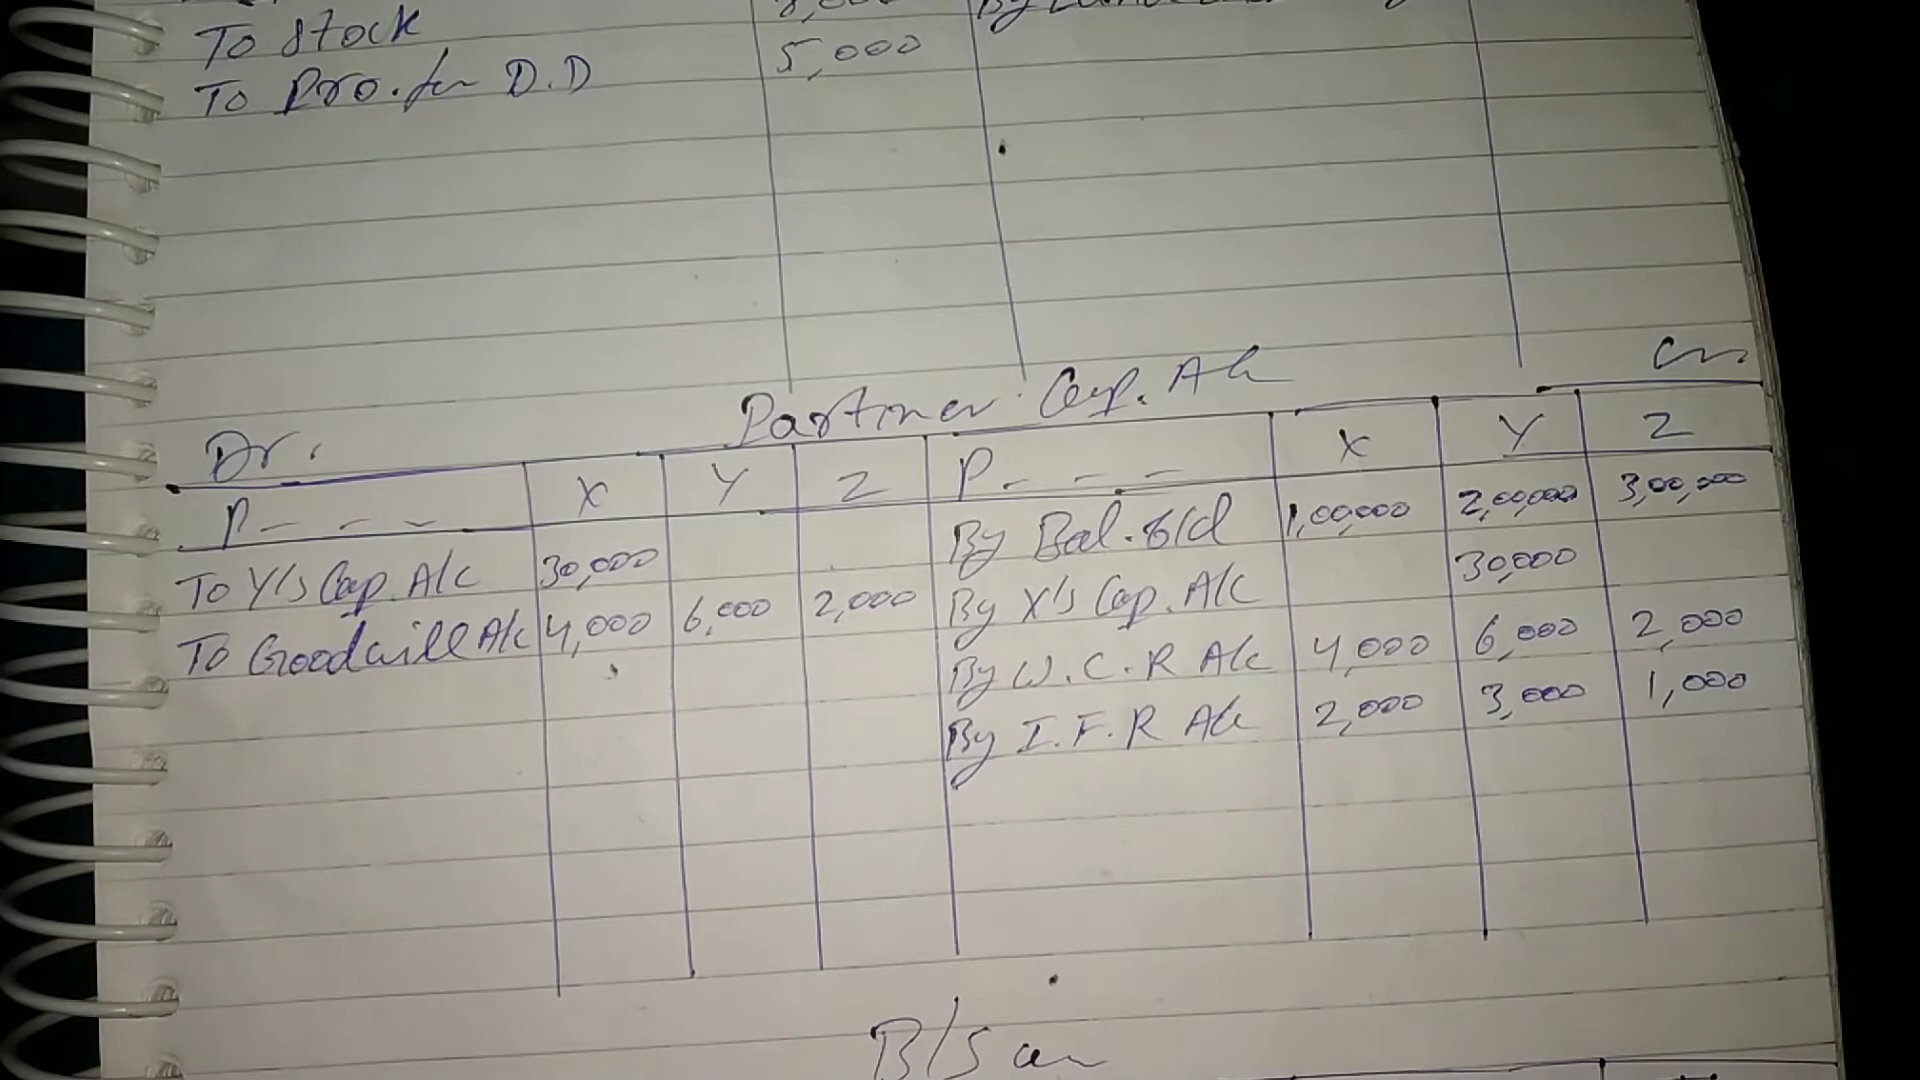 To Stock
5,000
To Pro. for D.D
Partiner Cap. A/c
Dr. Cr.
P--- X Y Z P--- X Y Z
To Y's Cap. A/c 30,000 By Bal. b/d 1,00,000 2,00,000 3,00,000
To Goodwill A/c 4,000 6,000 2,000 By X's Cap. A/c 30,000
By W.C.R A/c 4,000 6,000 2,000
By I.F.R A/c 2,000 3,000 1,000
B/S